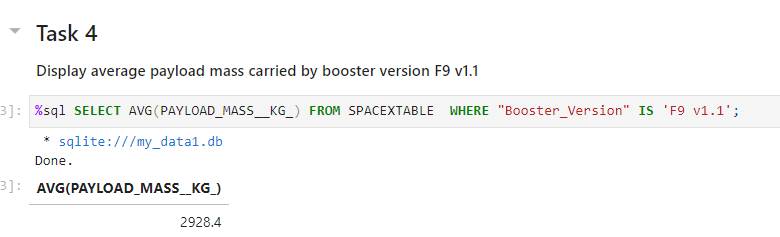 Task 4
Display average payload mass carried by booster version F9 v1.1
3]: %sql SELECT AVG(PAYLOAD_MASS__KG_) FROM SPACEXTABLE  WHERE "Booster_Version" IS 'F9 v1.1';
* sqlite:///my_data1.db
Done.
3]: AVG(PAYLOAD_MASS__KG_)
2928.4